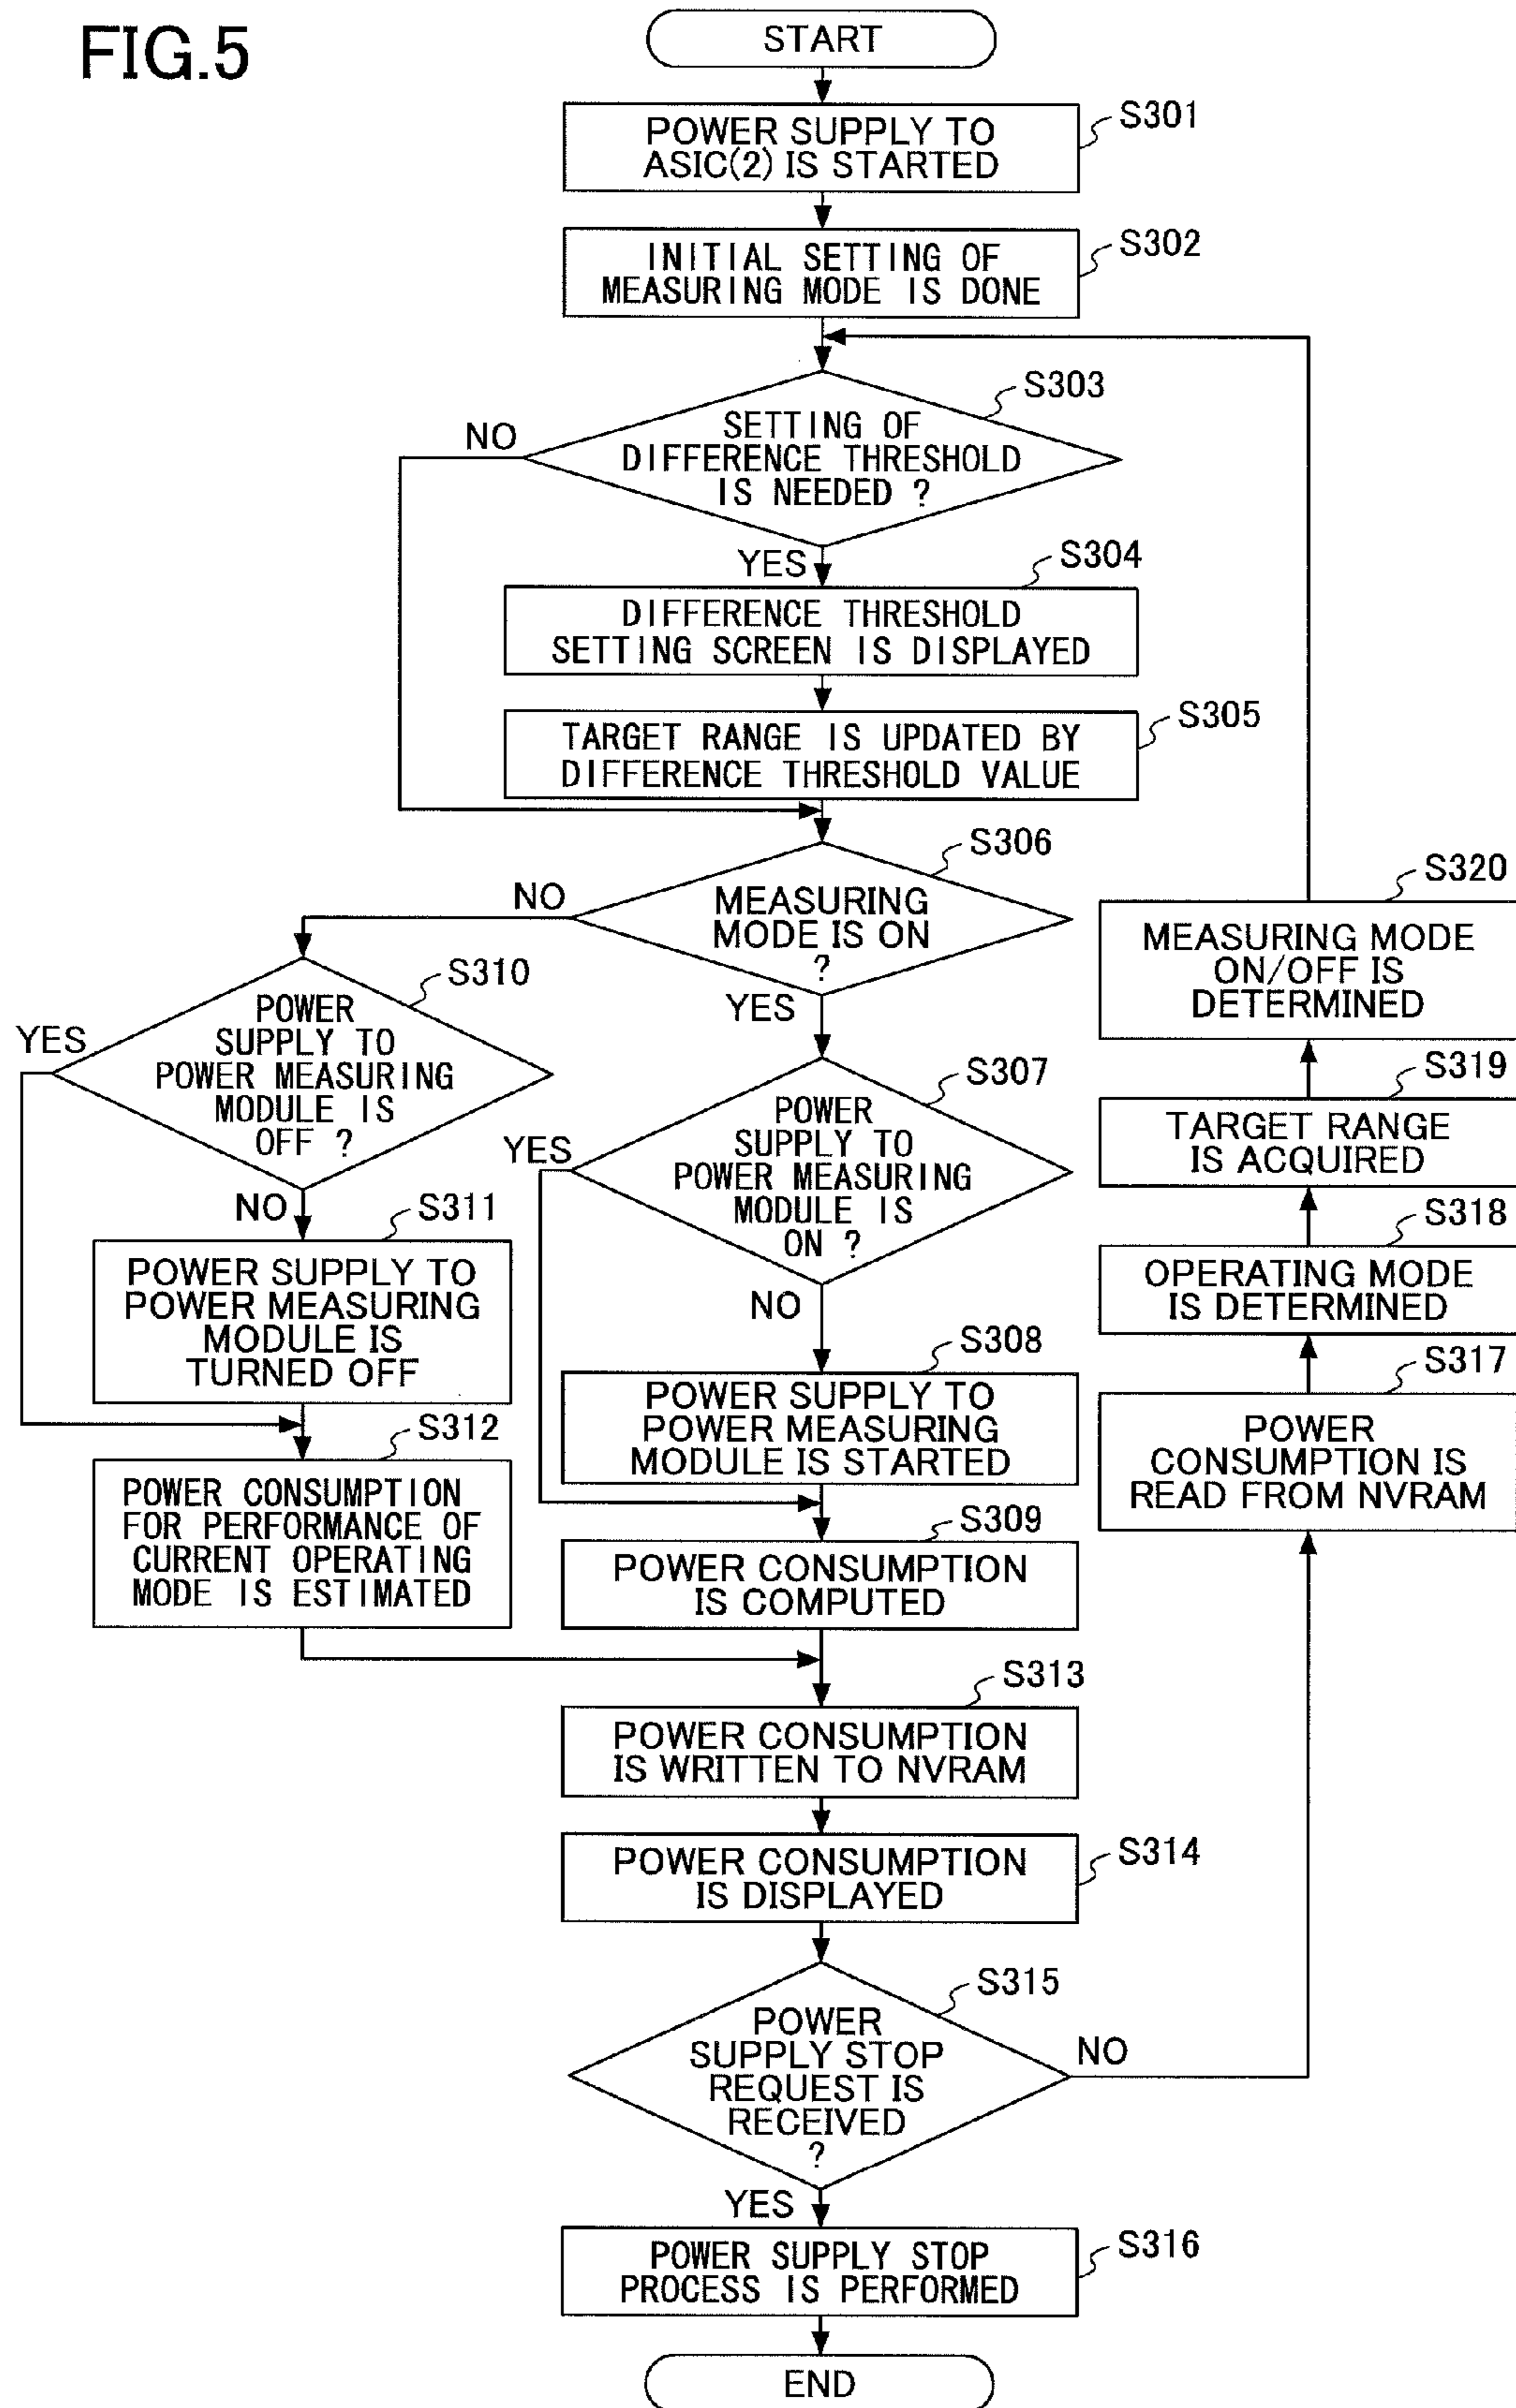 FIG.5
START
S301
POWER SUPPLY TO
ASIC(2) IS STARTED
S302
INITIAL SETTING OF
MEASURING MODE IS DONE
S303
SETTING OF
DIFFERENCE THRESHOLD
IS NEEDED ?
NO
YES
S304
DIFFERENCE THRESHOLD
SETTING SCREEN IS DISPLAYED
S305
TARGET RANGE IS UPDATED BY
DIFFERENCE THRESHOLD VALUE
S306
MEASURING
MODE IS ON
?
NO
YES
S310
POWER
SUPPLY TO
POWER MEASURING
MODULE IS
OFF ?
YES
NO
S311
POWER SUPPLY TO
POWER MEASURING
MODULE IS
TURNED OFF
S312
POWER CONSUMPTION
FOR PERFORMANCE OF
CURRENT OPERATING
MODE IS ESTIMATED
S307
POWER
SUPPLY TO
POWER MEASURING
MODULE IS
ON ?
YES
NO
S308
POWER SUPPLY TO
POWER MEASURING
MODULE IS STARTED
S309
POWER CONSUMPTION
IS COMPUTED
S313
POWER CONSUMPTION
IS WRITTEN TO NVRAM
S314
POWER CONSUMPTION
IS DISPLAYED
S315
POWER
SUPPLY STOP
REQUEST IS
RECEIVED
?
NO
YES
S316
POWER SUPPLY STOP
PROCESS IS PERFORMED
END
S320
MEASURING MODE
ON/OFF IS
DETERMINED
S319
TARGET RANGE
IS ACQUIRED
S318
OPERATING MODE
IS DETERMINED
S317
POWER
CONSUMPTION IS
READ FROM NVRAM